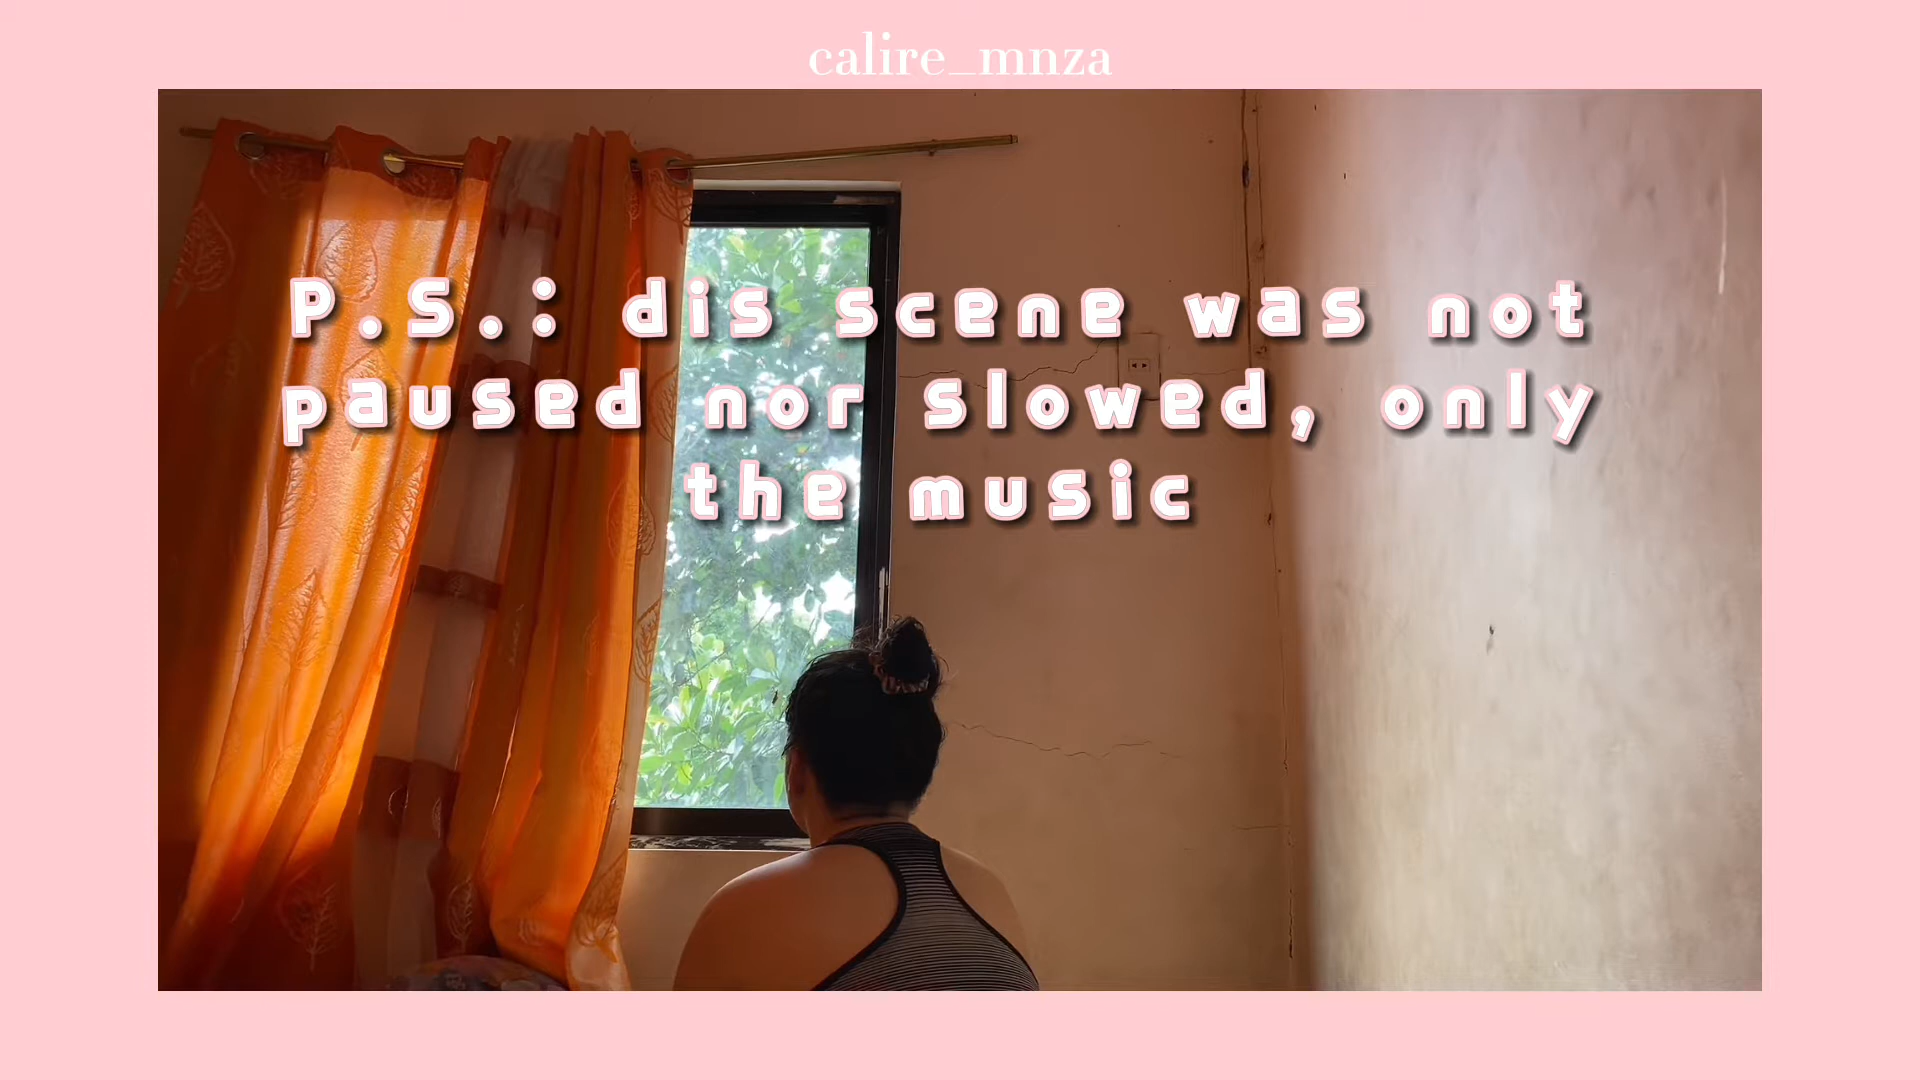 calire_mnza
P.S.: dis scene was not
paused nor slowed, only
the music